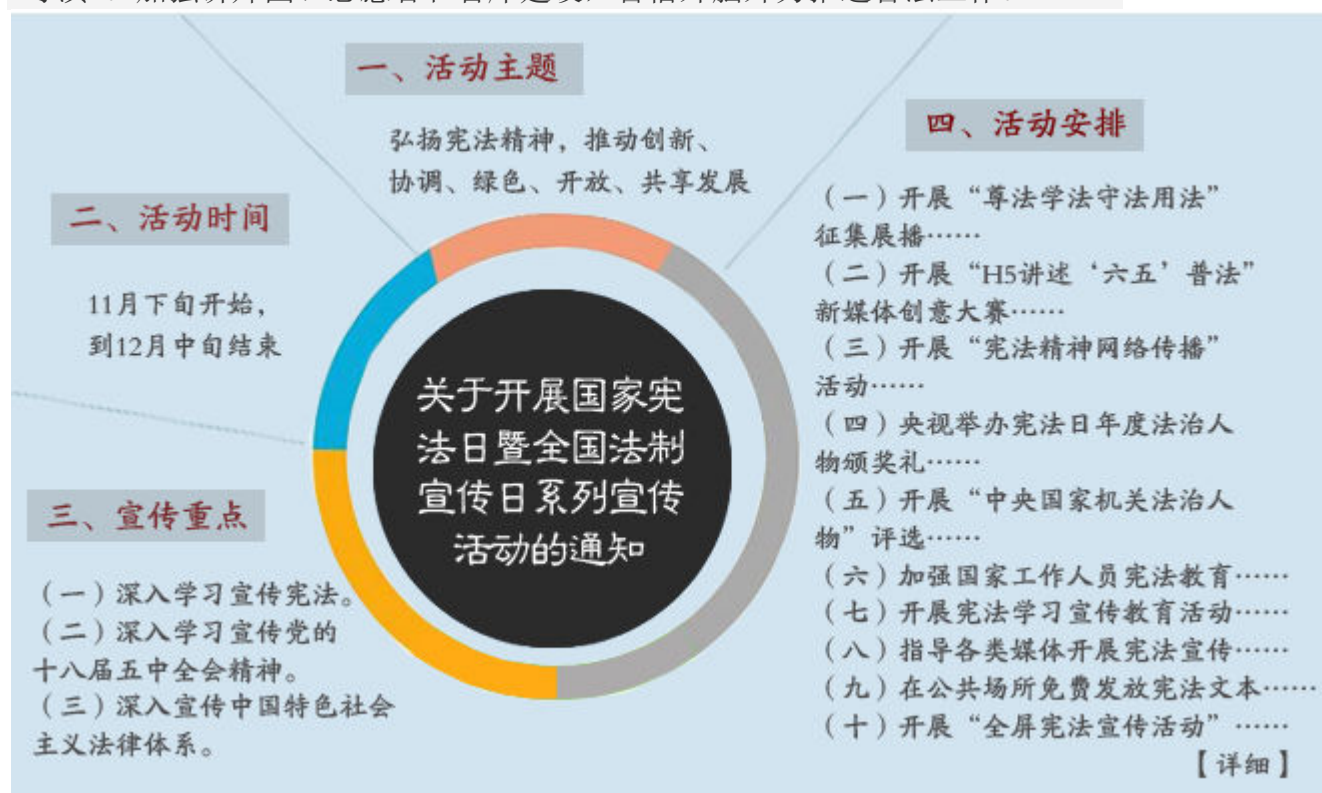 一、活动主题
弘扬宪法精神，推动创新、
协调、绿色、开放、共享发展
二、活动时间
11月下旬开始，
到12月中旬结束
三、宣传重点
（一）深入学习宣传宪法。
（二）深入学习宣传党的
十八届五中全会精神。
（三）深入宣传中国特色社会
主义法律体系。
关于开展国家宪
法日暨全国法制
宣传日系列宣传
活动的通知
四、活动安排
（一）开展“尊法学法守法用法”
征集展播……
（二）开展“H5讲述‘六五’普法”
新媒体创意大赛……
（三）开展“宪法精神网络传播”
活动……
（四）央视举办宪法日年度法治人
物颁奖礼……
（五）开展“中央国家机关法治人
物”评选……
（六）加强国家工作人员宪法教育……
（七）开展宪法学习宣传教育活动……
（八）指导各类媒体开展宪法宣传……
（九）在公共场所免费发放宪法文本……
（十）开展“全屏宪法宣传活动”……
【详细】